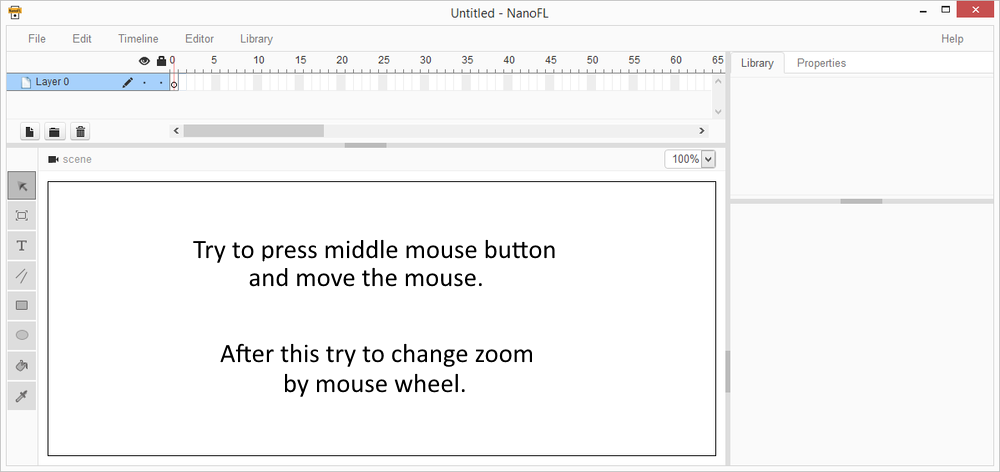 Untitled - NanoFL
File Edit Timeline Editor Library Help
0 5 10 15 20 25 30 35 40 45 50 55 60 65
Library Properties
Layer 0
scene
100%
T
Try to press middle mouse button
and move the mouse.
After this try to change zoom
by mouse wheel.